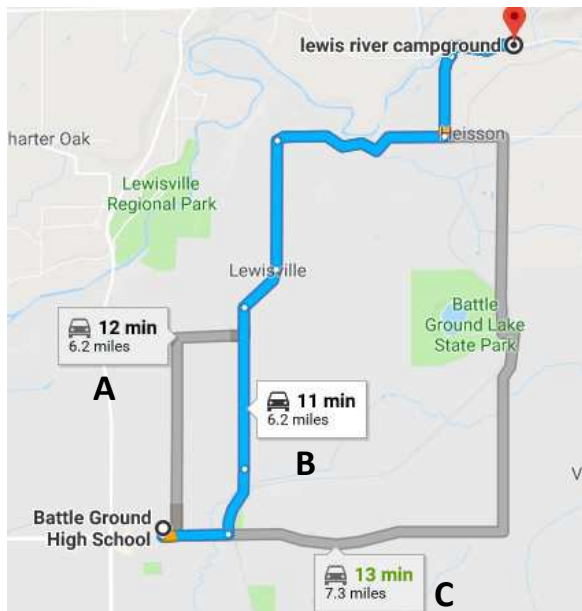 lewis river campground
harter Oak
Heisson
Lewisville
Regional Park
Lewisville
Battle
Ground Lake
State Park
12 min
6.2 miles
A
11 min
6.2 miles
B
V
Battle Ground
High School
13 min
7.3 miles
C